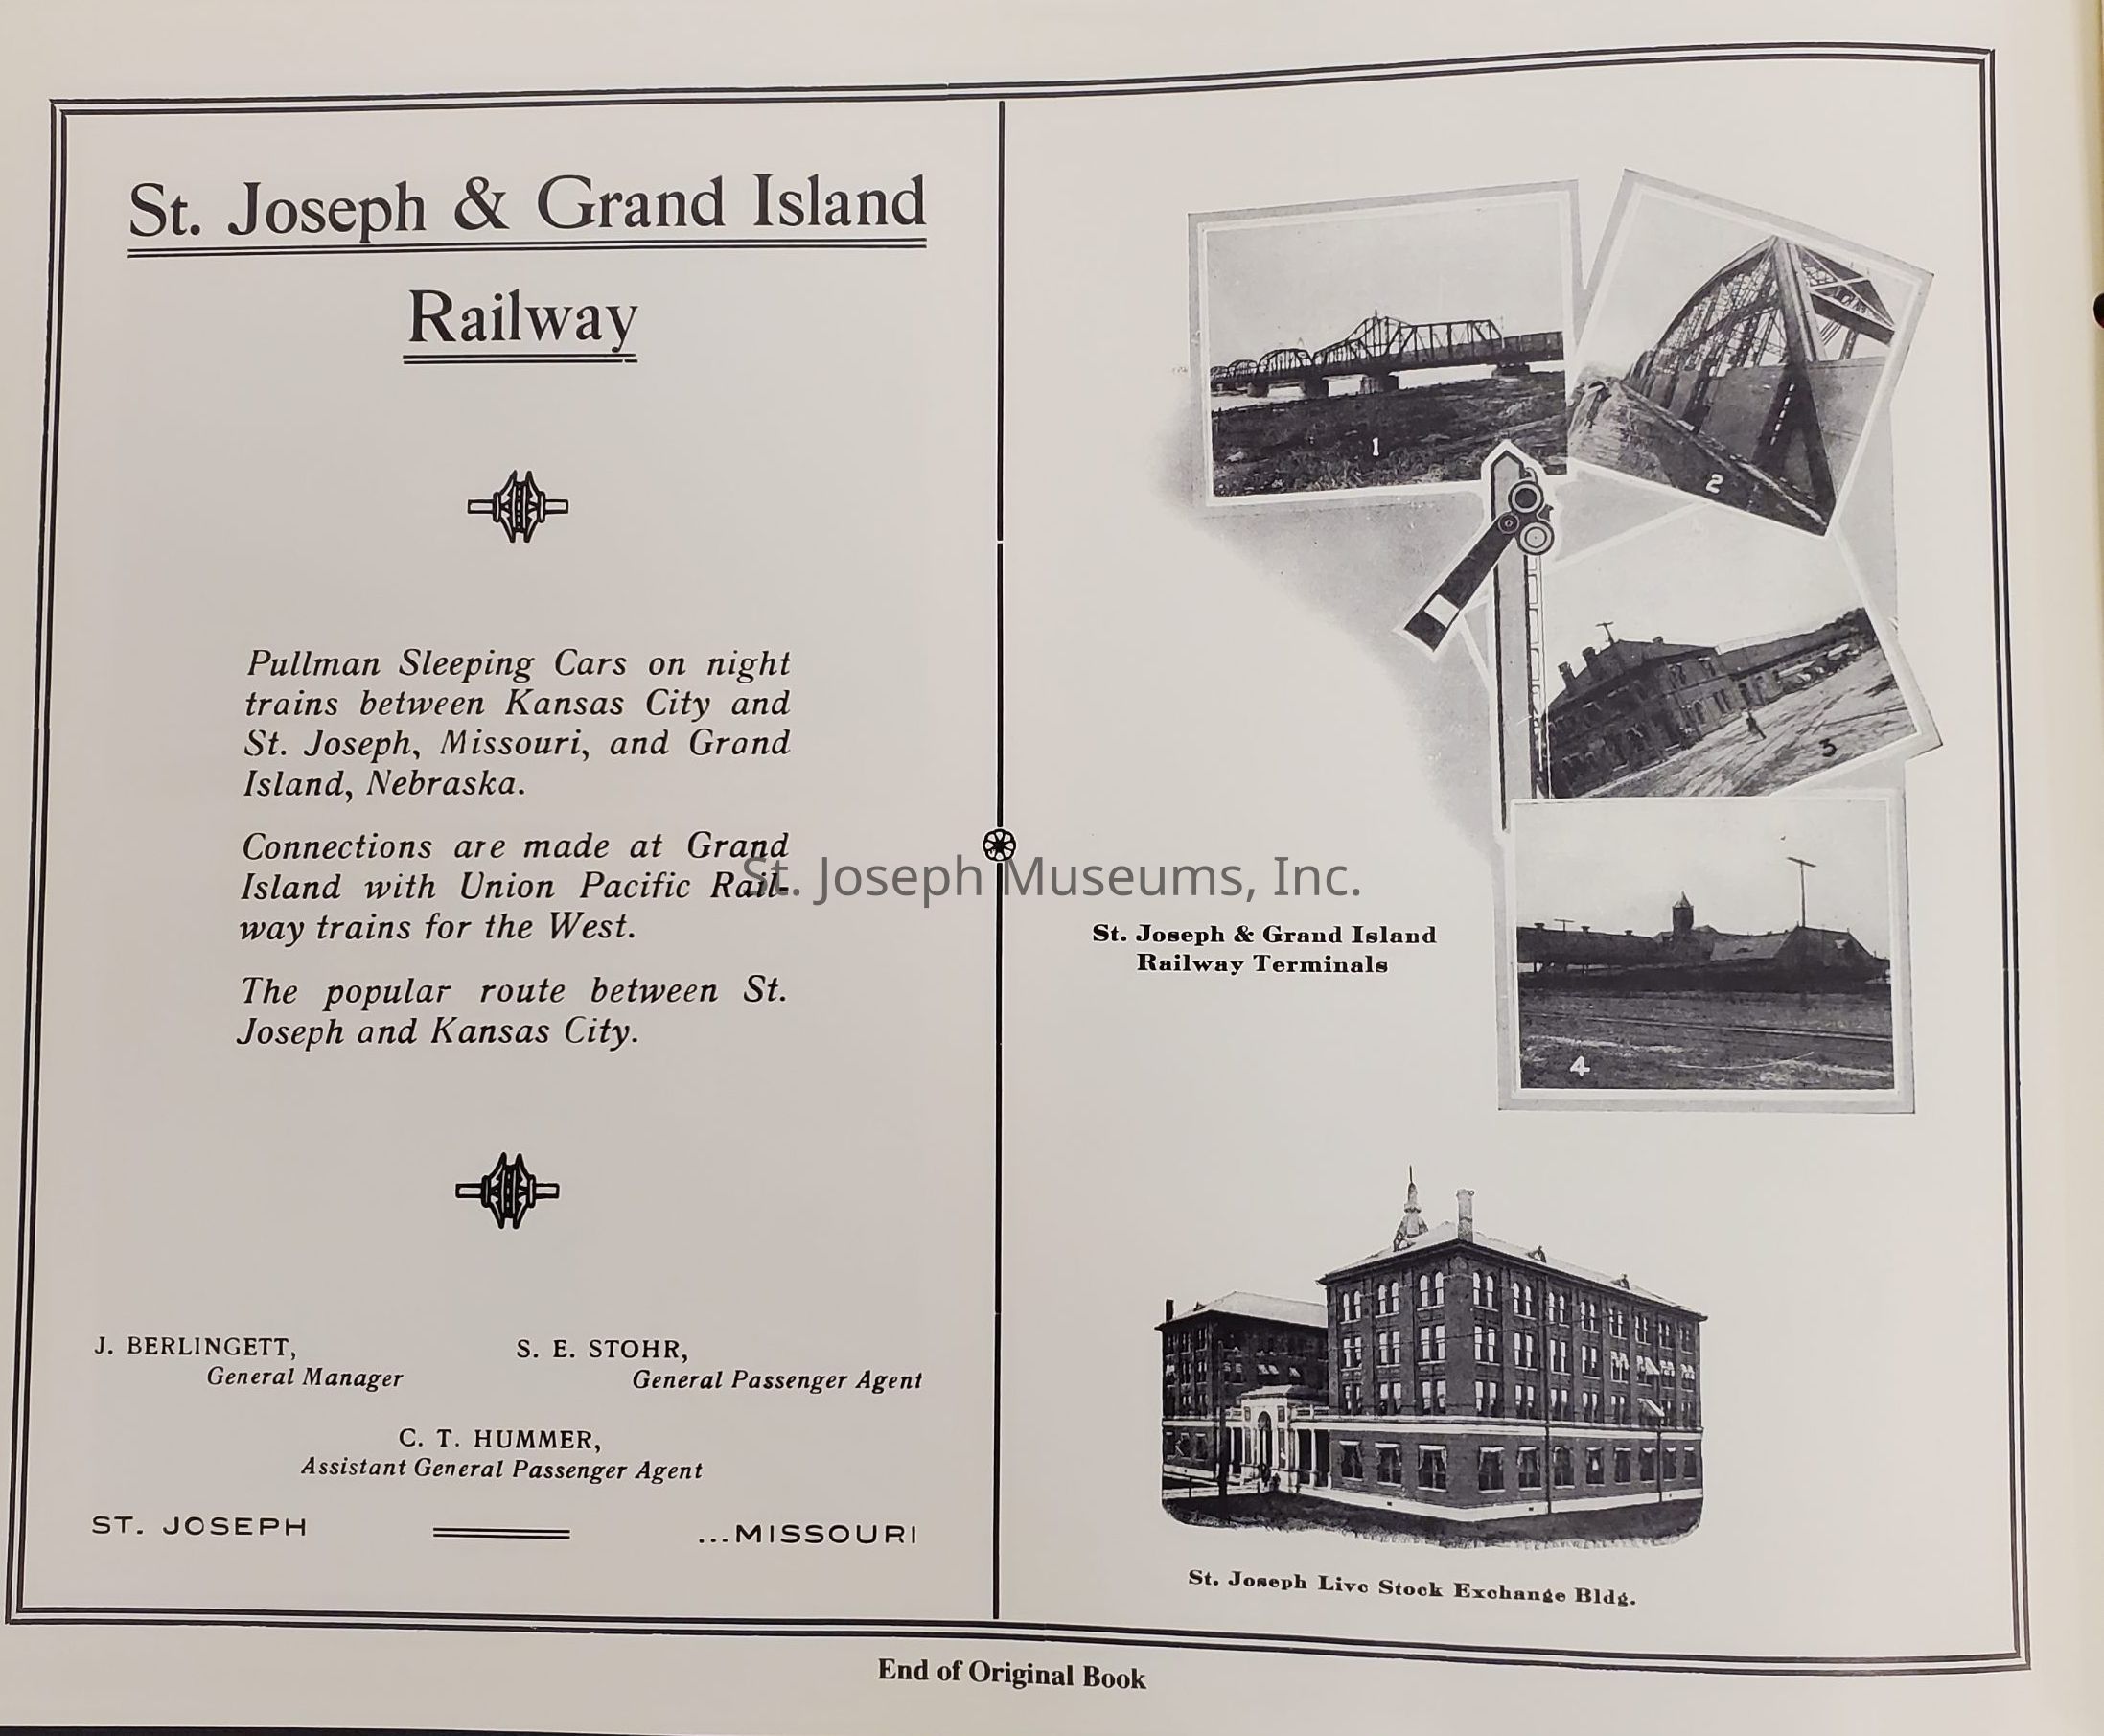 St. Joseph & Grand Island
Railway
Pullman Sleeping Cars on night
trains between Kansas City and
St. Joseph, Missouri, and Grand
Island, Nebraska.
Connections are made at Grand
Island with Union Pacific Rail-
way trains for the West.
The popular route between St.
Joseph and Kansas City.
J. BERLINGETT,
General Manager
S. E. STOHR,
General Passenger Agent
C. T. HUMMER,
Assistant General Passenger Agent
ST. JOSEPH
...MISSOURI
1
2
3
4
St. Joseph & Grand Island
Railway Terminals
St. Joseph Live Stock Exchange Bldg.
End of Original Book
St. Joseph Museums, Inc.